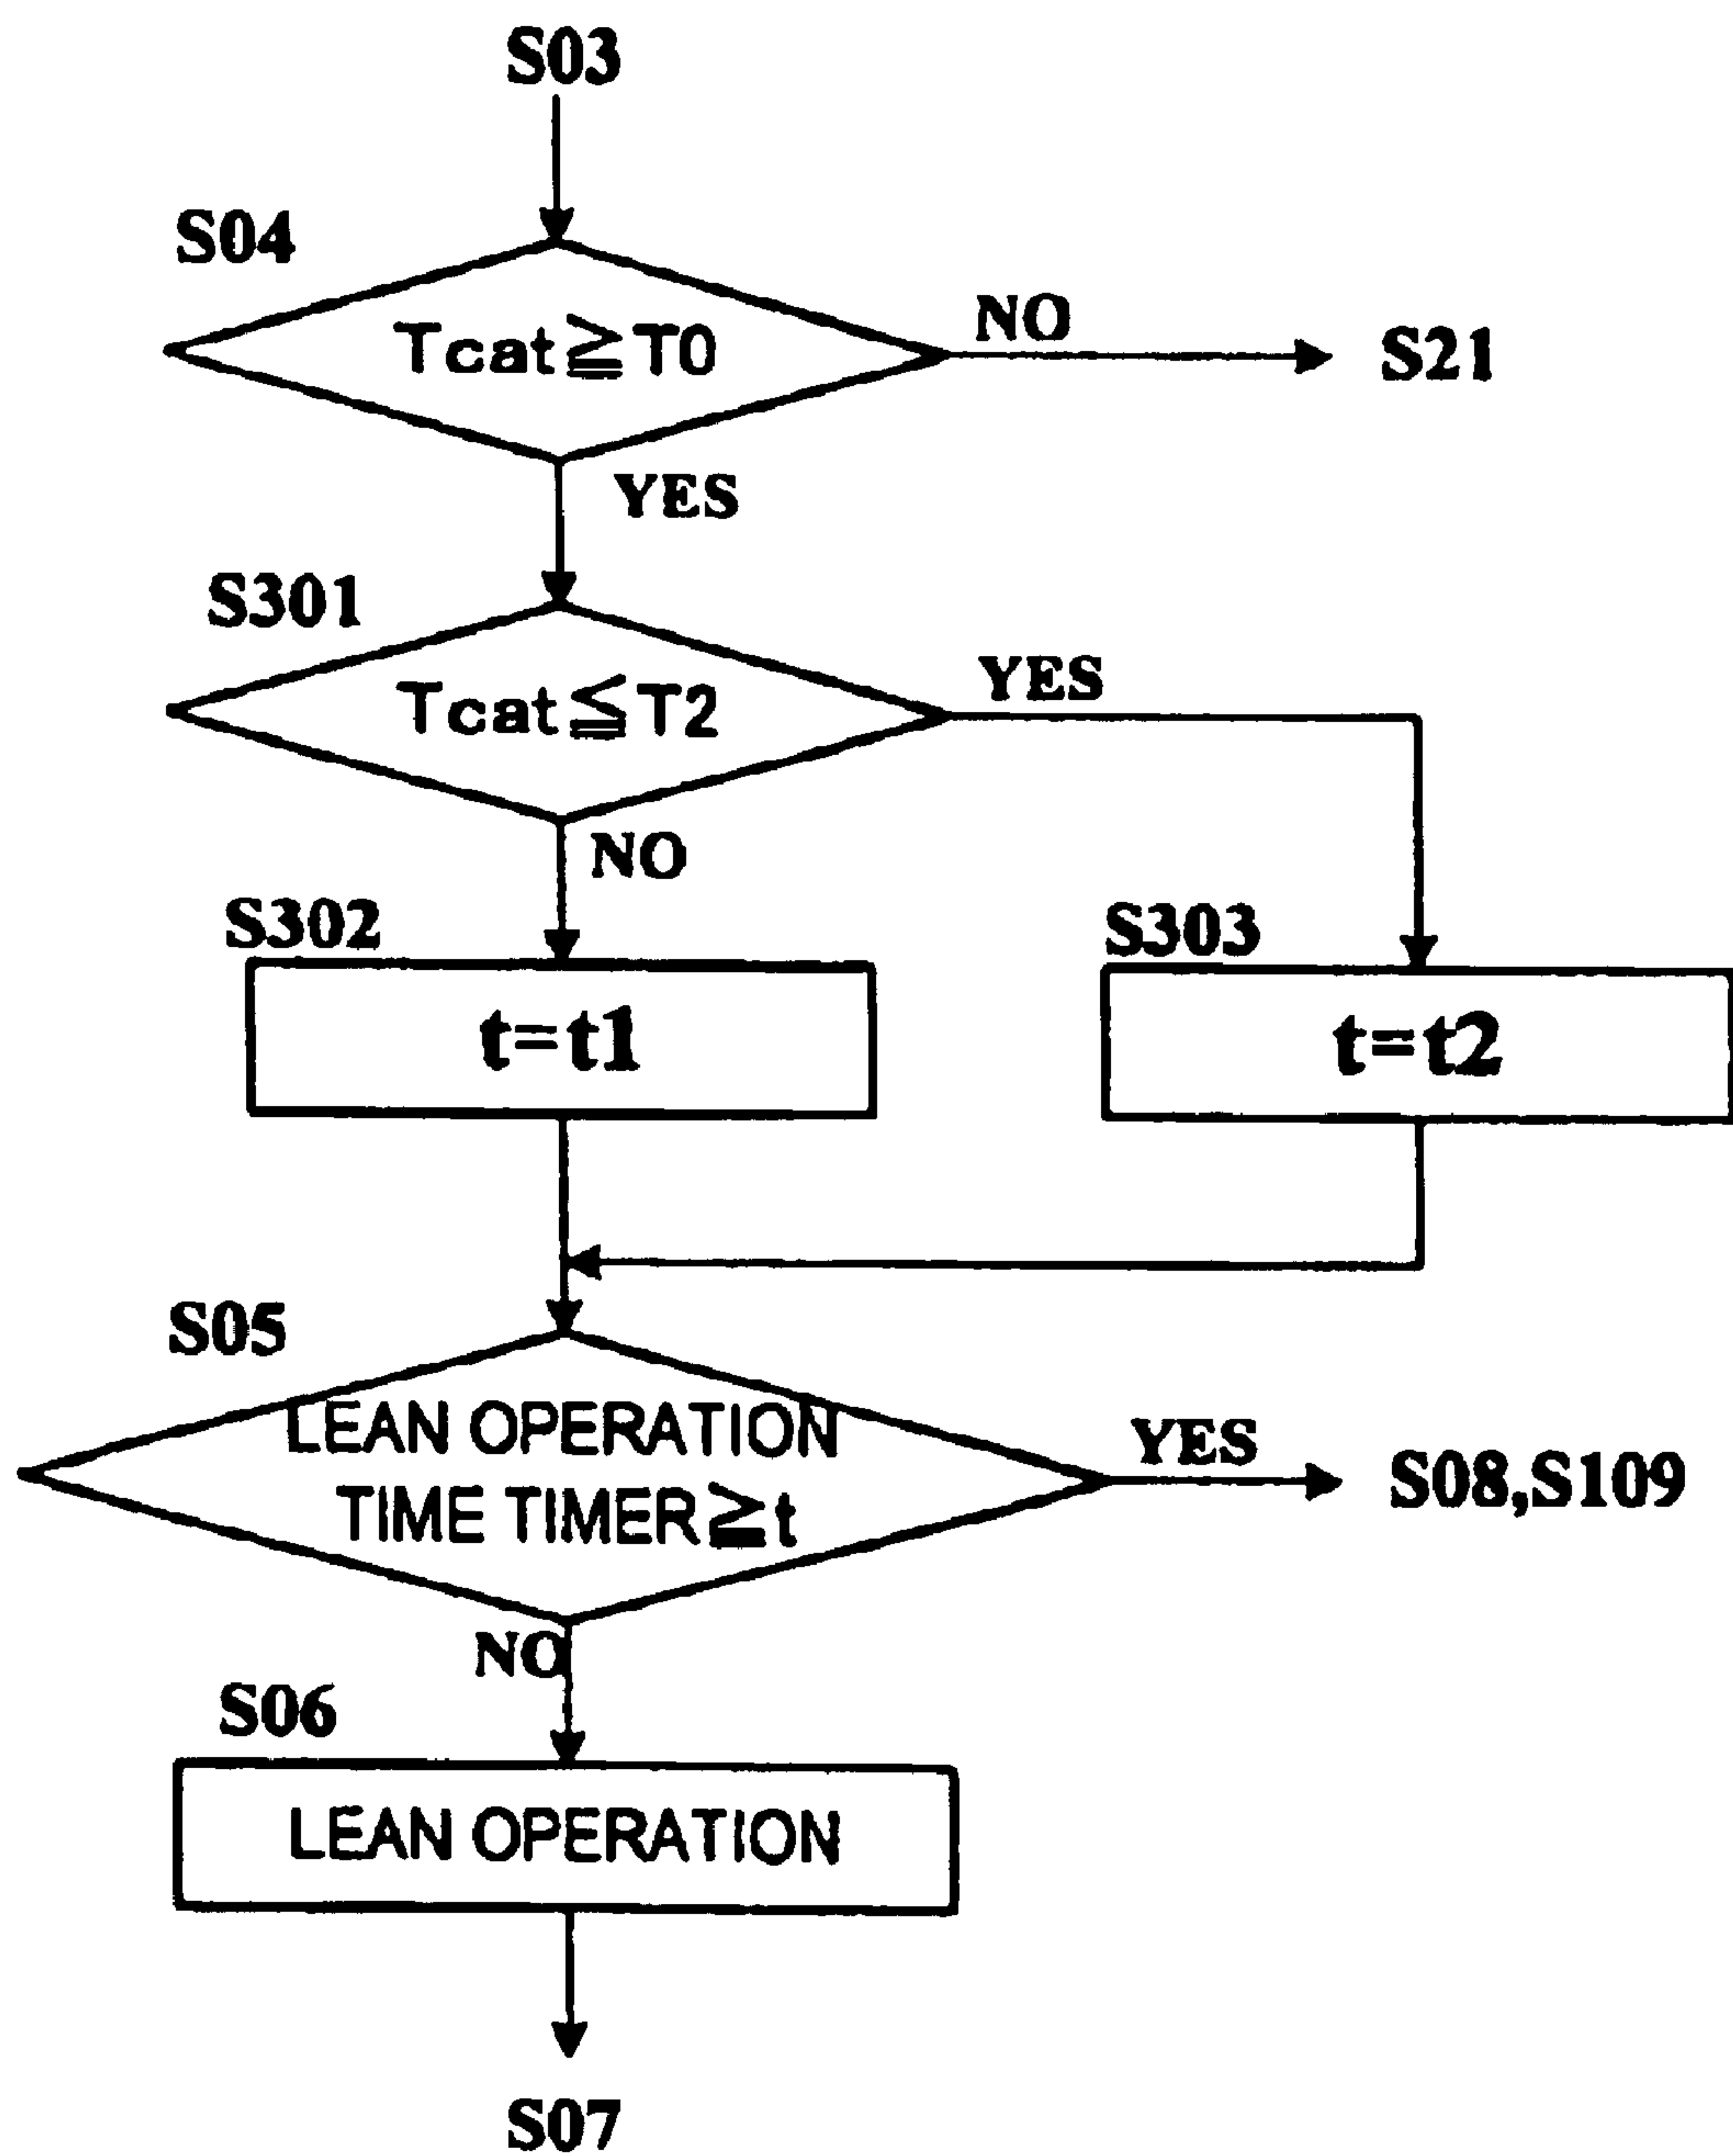 S03
S04
Tcat≧T0
NO
S21
YES
S301
Tcat≦T2
YES
NO
S302
t=t1
S303
t=t2
S05
LEAN OPERATION
TIME TIMER≧t
YES
S08,S109
NO
S06
LEAN OPERATION
S07